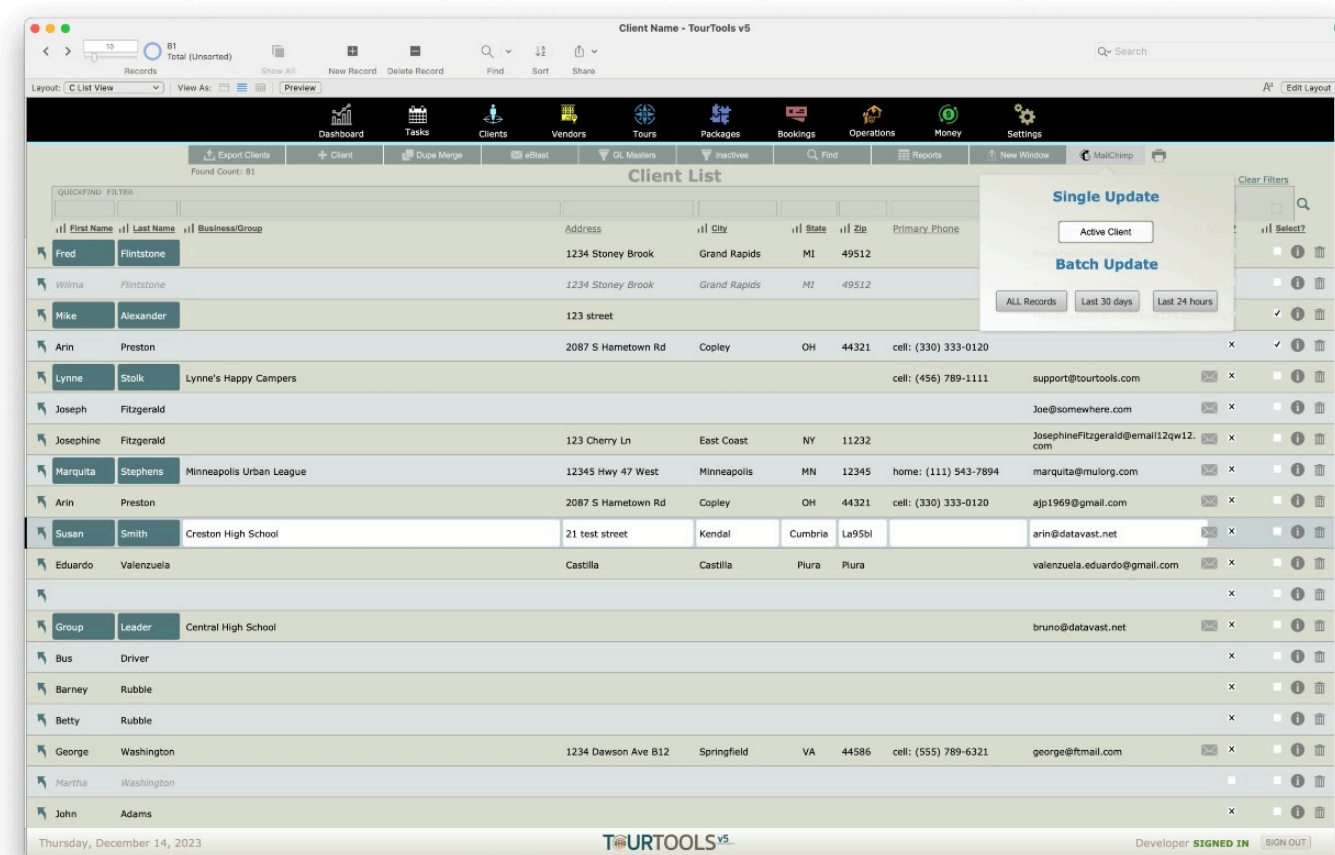 Client Name - TourTools v5
10
81
Total (Unsorted)
Search
Records Show All New Record Delete Record Find Sort Share
Layout: C List View View As: Preview Edit Layout
Dashboard Tasks Clients Vendors Tours Packages Bookings Operations Money Settings
Export Clients + Client Dupe Merge eBlast GL Masters Inactives Find Reports New Window MailChimp
Found Count: 81
Client List
Clear Filters
QUICKFIND FILTER
Single Update
First Name Last Name Business/Group Address City State Zip Primary Phone Select?
Active Client
Fred Flintstone 1234 Stoney Brook Grand Rapids MI 49512
Batch Update
Wilma Flintstone 1234 Stoney Brook Grand Rapids MI 49512
ALL Records Last 30 days Last 24 hours
Mike Alexander 123 street
Arin Preston 2087 S Hametown Rd Copley OH 44321 cell: (330) 333-0120 x
Lynne Stolk Lynne's Happy Campers cell: (456) 789-1111 support@tourtools.com x
Joseph Fitzgerald Joe@somewhere.com x
Josephine Fitzgerald 123 Cherry Ln East Coast NY 11232 JosephineFitzgerald@email12qw12.com x
Marquita Stephens Minneapolis Urban League 12345 Hwy 47 West Minneapolis MN 12345 home: (111) 543-7894 marquita@mulorg.com x
Arin Preston 2087 S Hametown Rd Copley OH 44321 cell: (330) 333-0120 ajp1969@gmail.com x
Susan Smith Creston High School 21 test street Kendal Cumbria La95bl arin@datavast.net x
Eduardo Valenzuela Castilla Castilla Piura Piura valenzuela.eduardo@gmail.com x
x
Group Leader Central High School bruno@datavast.net x
Bus Driver x
Barney Rubble x
Betty Rubble x
George Washington 1234 Dawson Ave B12 Springfield VA 44586 cell: (555) 789-6321 george@ftmail.com x
Martha Washington
John Adams x
Thursday, December 14, 2023 TOURTOOLS v5 Developer SIGNED IN SIGN OUT